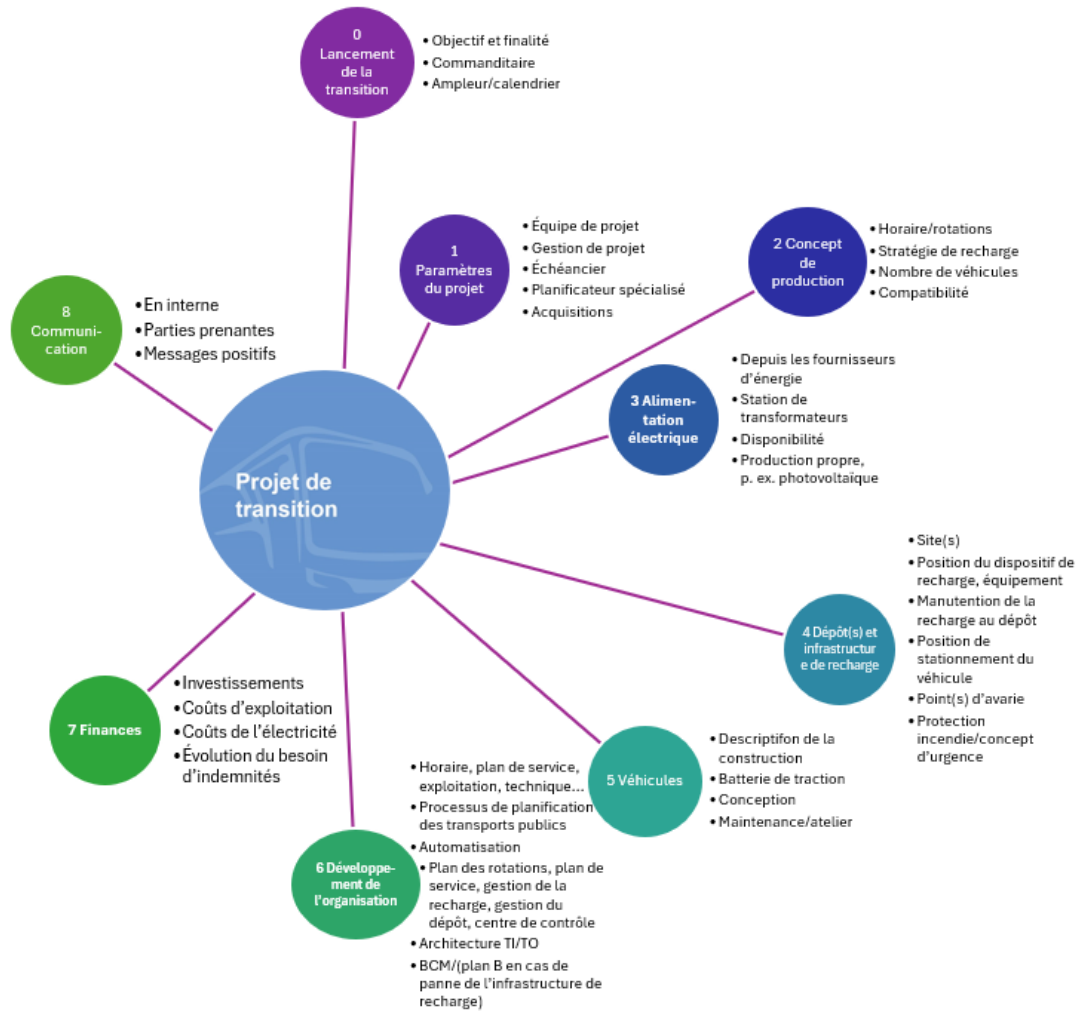 0
Lancement
de la
transition
• Objectif et finalité
• Commanditaire
• Ampleur/calendrier
1
Paramètres
du projet
• Équipe de projet
• Gestion de projet
• Échéancier
• Planificateur spécialisé
• Acquisitions
2 Concept
de
production
• Horaire/rotations
• Stratégie de recharge
• Nombre de véhicules
• Compatibilité
3 Alimen-
tation
électrique
• Depuis les fournisseurs
d'énergie
• Station de
transformateurs
• Disponibilité
• Production propre,
p. ex. photovoltaïque
4 Dépôt(s) et
infrastructur
e de recharge
• Site(s)
• Position du dispositif de
recharge, équipement
• Manutention de la
recharge au dépôt
• Position de
stationnement du
véhicule
• Point(s) d'avarie
• Protection
incendie/concept
d'urgence
5 Véhicules
• Descriptifon de la
construction
• Batterie de traction
• Conception
• Maintenance/atelier
6 Développe-
ment de
l'organisation
• Horaire, plan de service,
exploitation, technique...
• Processus de planification
des transports publics
• Automatisation
• Plan des rotations, plan de
service, gestion de la
recharge, gestion du
dépôt, centre de contrôle
• Architecture TI/TO
• BCM/(plan B en cas de
panne de l'infrastructure de
recharge)
7 Finances
• Investissements
• Coûts d'exploitation
• Coûts de l'électricité
• Évolution du besoin
d'indemnités
8
Communi-
cation
• En interne
• Parties prenantes
• Messages positifs
Projet de
transition